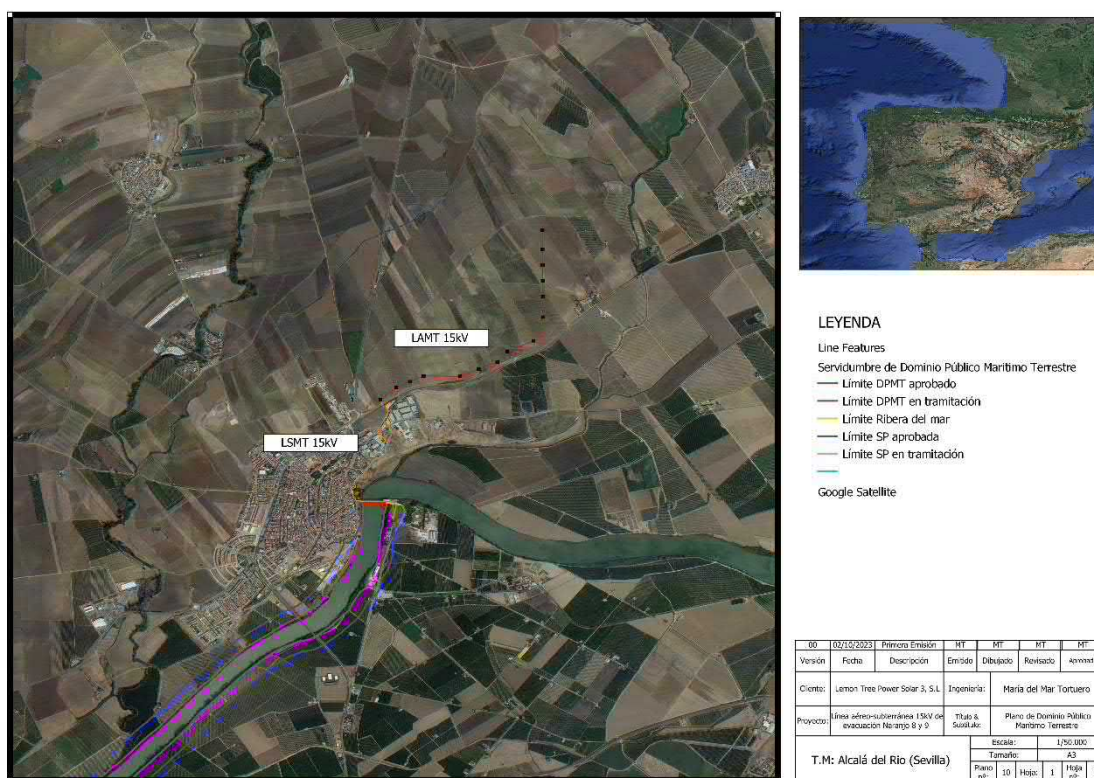 LAMT 15kV
LSMT 15kV
LEYENDA
Line Features
Servidumbre de Dominio Público Marítimo Terrestre
Límite DPMT aprobado
Límite DPMT en tramitación
Límite Ribera del mar
Límite SP aprobada
Límite SP en tramitación
Google Satellite
00 02/10/2023 Primera Emisión MT MT MT MT
Versión Fecha Descripción Emitido Dibujado Revisado
Cliente: Lemon Tree Power Solar 3, S.L Ingeniería: María del Mar Tortuero
Proyecto: Línea aéreo-subterránea 15kV de
evacuación Naranjo 8 y 9
Título &
Subtítulo:
Plano de Dominio Público
Marítimo Terrestre
T.M: Alcalá del Río (Sevilla)
Escala: 1/50.000
Tamaño: A3
Plano
nº: 10 Hoja: 1 Hoja
nº: